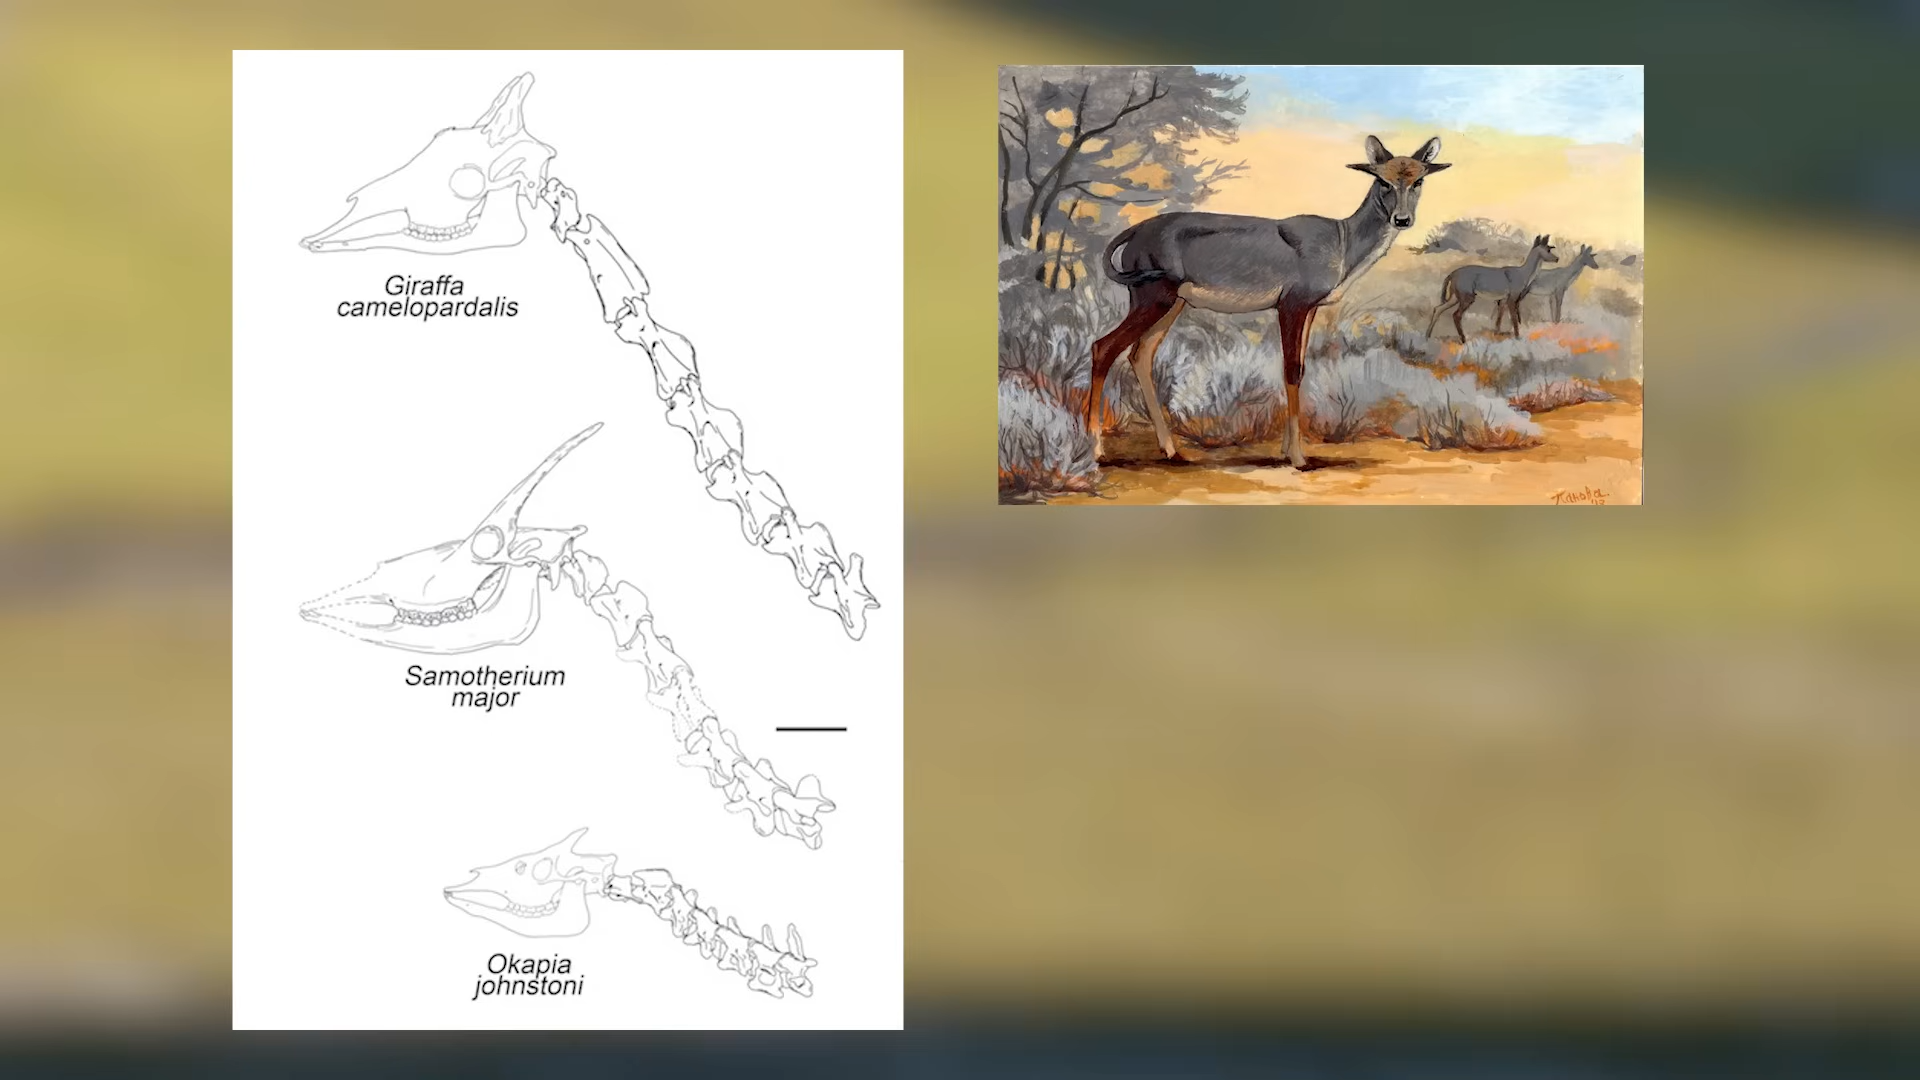 Giraffa
camelopardalis
Samotherium
major
Okapia
johnstoni